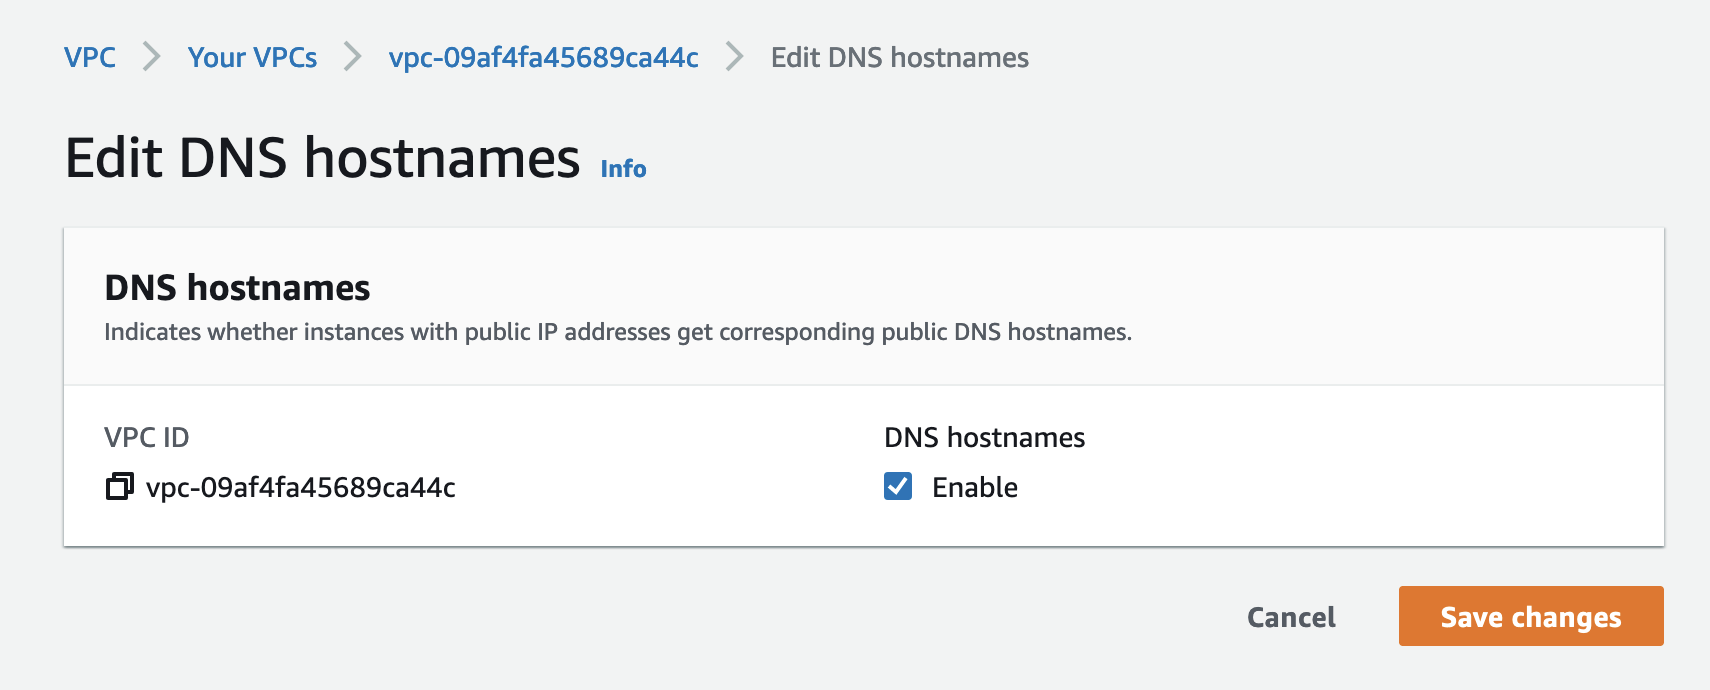 VPC > Your VPCs > vpc-09af4fa45689ca44c > Edit DNS hostnames
Edit DNS hostnames Info
DNS hostnames
Indicates whether instances with public IP addresses get corresponding public DNS hostnames.
VPC ID
vpc-09af4fa45689ca44c
DNS hostnames
Enable
Cancel
Save changes